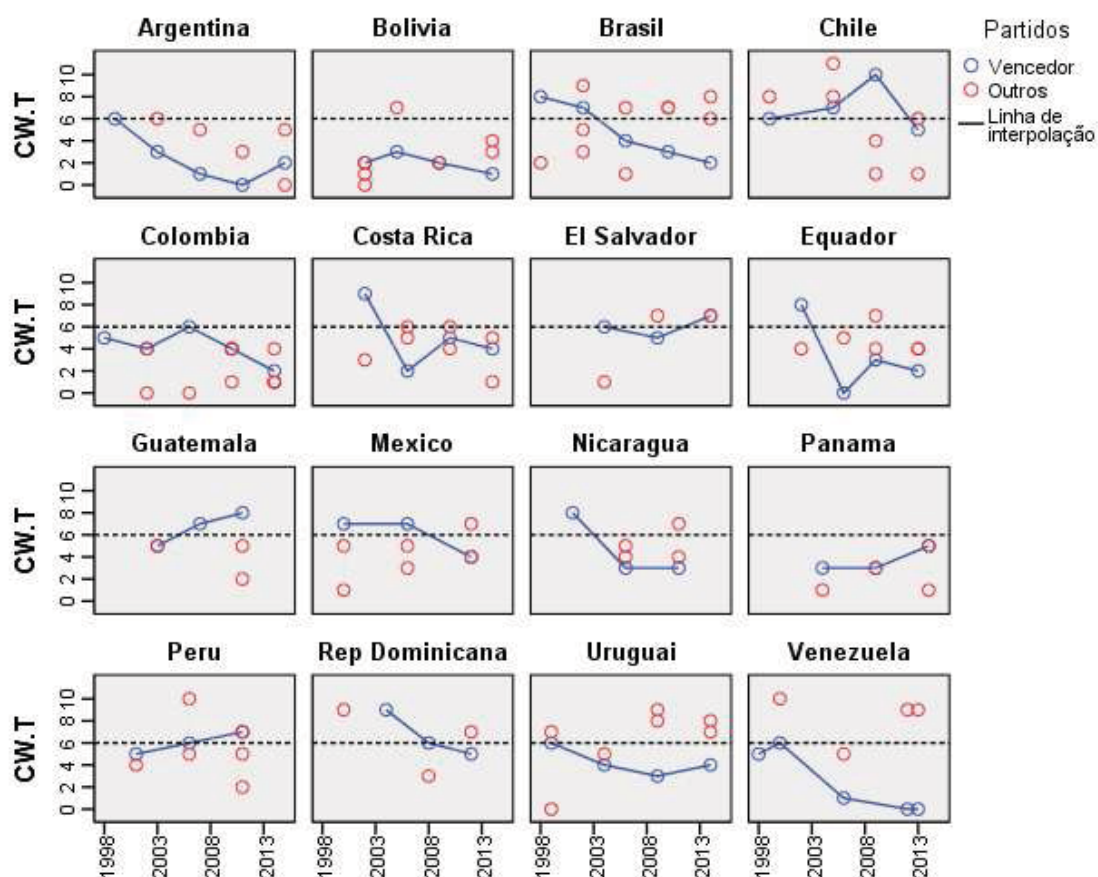 Argentina Bolivia Brasil Chile
Partidos
Vencedor
Outros
Linha de
interpolação
CW.T
0 2 4 6 8 10
Colombia Costa Rica El Salvador Equador
CW.T
0 2 4 6 8 10
Guatemala Mexico Nicaragua Panama
CW.T
0 2 4 6 8 10
Peru Rep Dominicana Uruguai Venezuela
CW.T
0 2 4 6 8 10
1998 2003 2008 2013 1998 2003 2008 2013 1998 2003 2008 2013 1998 2003 2008 2013